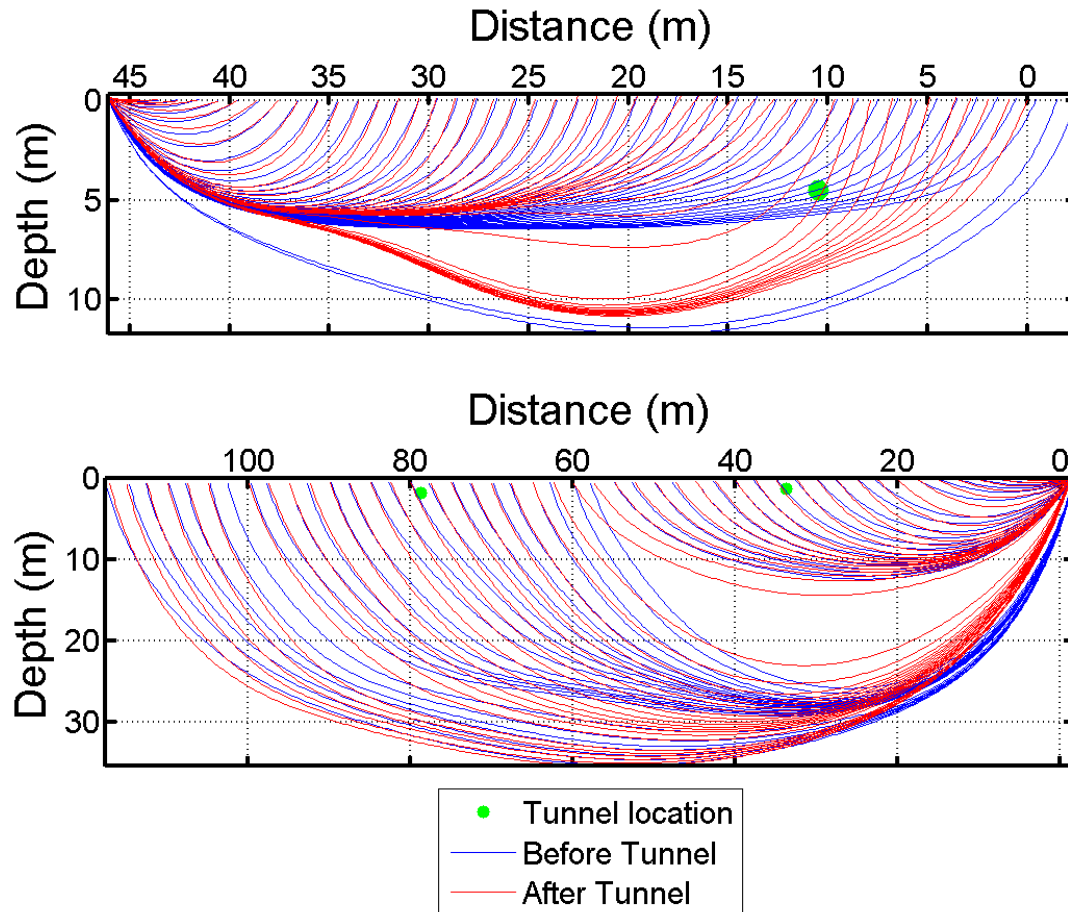 Distance (m)
45 40 35 30 25 20 15 10 5 0
Depth (m)
0
5
10
Distance (m)
100 80 60 40 20 0
Depth (m)
0
10
20
30
Tunnel location
Before Tunnel
After Tunnel